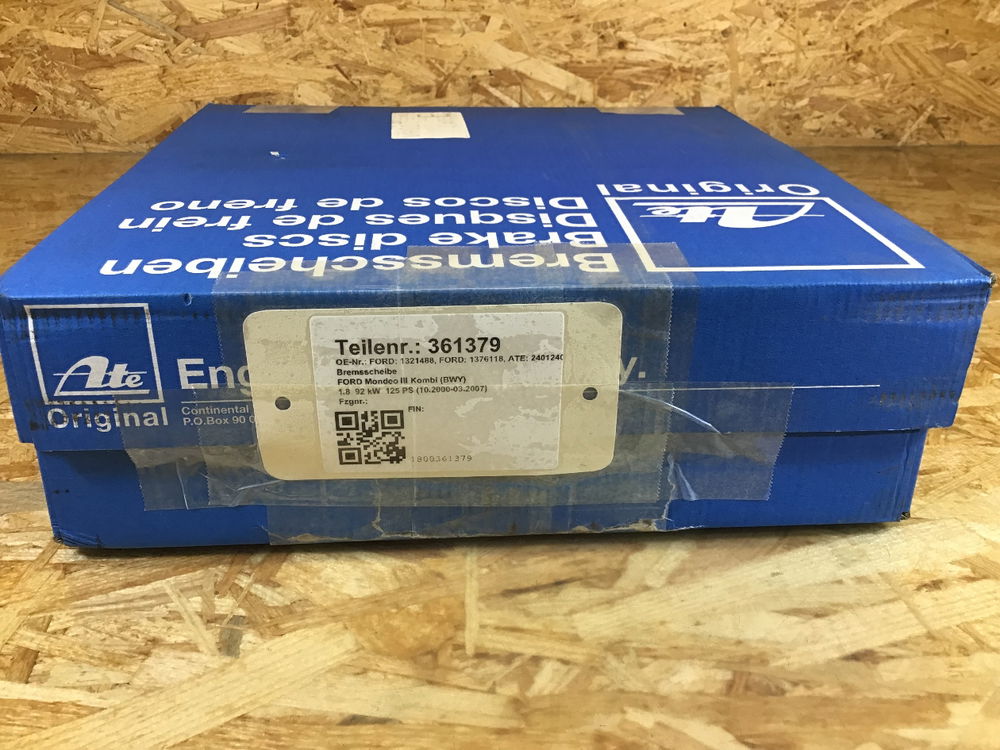 Bremsscheiben
Brake discs
Disques de frein
Discos de freno
Ate
Original
Ate
Original
Continental
P.O.Box 90
Teilenr.: 361379
OE-Nr.: FORD: 1321488, FORD: 1376118, ATE: 2401240
Bremsscheibe
FORD Mondeo III Kombi (BWY)
1.8 92 kW 125 PS (10.2000-03.2007)
Fzgnr.:
FIN:
1800361379